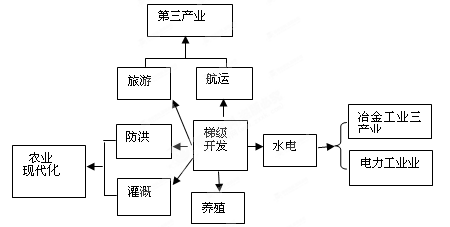 第三产业
旅游
航运
防洪
梯级
开发
水电
冶金工业三
产业
电力工业业
农业
现代化
灌溉
养殖